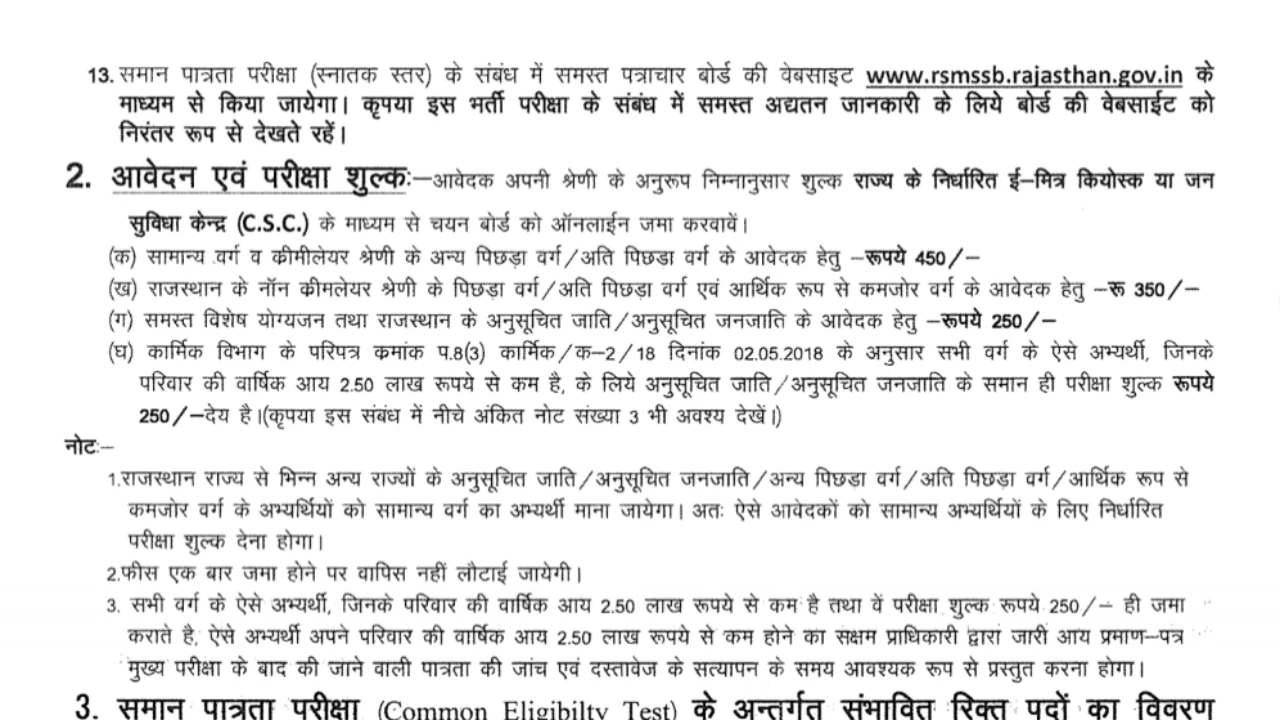 13. समान पात्रता परीक्षा (स्नातक स्तर) के संबंध में समस्त पत्राचार बोर्ड की वेबसाइट www.rsmssb.rajasthan.gov.in के
माध्यम से किया जायेगा। कृपया इस भर्ती परीक्षा के संबंध में समस्त अद्यतन जानकारी के लिये बोर्ड की वेबसाईट को
निरंतर रूप से देखते रहें।
2. आवेदन एवं परीक्षा शुल्क:–आवेदक अपनी श्रेणी के अनुरूप निम्नानुसार शुल्क राज्य के निर्धारित ई–मित्र कियोस्क या जन
सुविधा केन्द्र (C.S.C.) के माध्यम से चयन बोर्ड को ऑनलाईन जमा करवावें।
(क) सामान्य वर्ग व क्रीमीलेयर श्रेणी के अन्य पिछड़ा वर्ग/अति पिछडा वर्ग के आवेदक हेतु –रूपये 450/–
(ख) राजस्थान के नॉन क्रीमलेयर श्रेणी के पिछड़ा वर्ग/अति पिछड़ा वर्ग एवं आर्थिक रूप से कमजोर वर्ग के आवेदक हेतु –रू 350/–
(ग) समस्त विशेष योग्यजन तथा राजस्थान के अनुसूचित जाति/अनुसूचित जनजाति के आवेदक हेतु –रूपये 250/–
(घ) कार्मिक विभाग के परिपत्र क्रमांक प.8(3) कार्मिक/क–2/18 दिनांक 02.05.2018 के अनुसार सभी वर्ग के ऐसे अभ्यर्थी, जिनके
परिवार की वार्षिक आय 2.50 लाख रूपये से कम है, के लिये अनुसूचित जाति/अनुसूचित जनजाति के समान ही परीक्षा शुल्क रूपये
250/–देय है।(कृपया इस संबंध में नीचे अंकित नोट संख्या 3 भी अवश्य देखें।)
नोटः–
1.राजस्थान राज्य से भिन्न अन्य राज्यों के अनुसूचित जाति/अनुसूचित जनजाति/अन्य पिछडा वर्ग/अति पिछडा वर्ग/आर्थिक रूप से
कमजोर वर्ग के अभ्यर्थियों को सामान्य वर्ग का अभ्यर्थी माना जायेगा। अतः ऐसे आवेदकों को सामान्य अभ्यर्थियों के लिए निर्धारित
परीक्षा शुल्क देना होगा।
2.फीस एक बार जमा होने पर वापिस नहीं लौटाई जायेगी।
3. सभी वर्ग के ऐसे अभ्यर्थी, जिनके परिवार की वार्षिक आय 2.50 लाख रूपये से कम है तथा वें परीक्षा शुल्क रूपये 250/– ही जमा
कराते है, ऐसे अभ्यर्थी अपने परिवार की वार्षिक आय 2.50 लाख रूपये से कम होने का सक्षम प्राधिकारी द्वारा जारी आय प्रमाण–पत्र
मुख्य परीक्षा के बाद की जाने वाली पात्रता की जांच एवं दस्तावेज के सत्यापन के समय आवश्यक रूप से प्रस्तुत करना होगा।
3. समान पात्रता परीक्षा (Common Eligibilty Test) के अन्तर्गत संभावित रिक्त पदों का विवरण